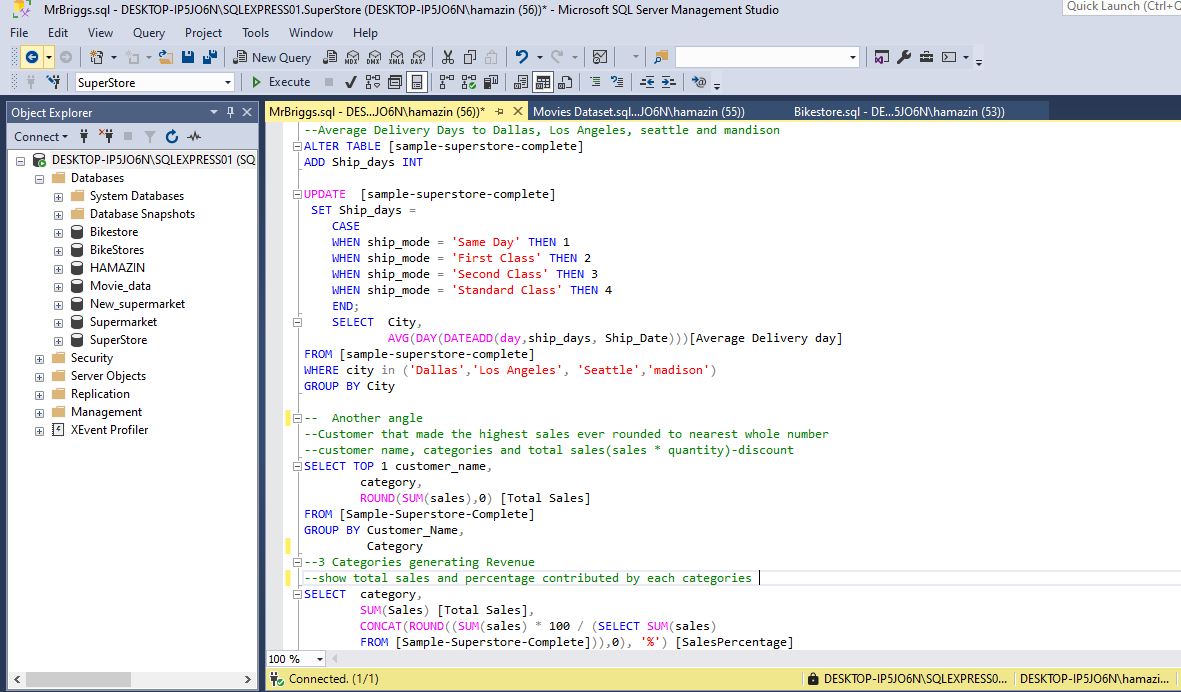 MrBriggs.sql - DESKTOP-IP5JO6N\SQLEXPRESS01.SuperStore (DESKTOP-IP5JO6N\hamazin (56))* - Microsoft SQL Server Management Studio
Quick Launch (Ctrl+Q
File Edit View Query Project Tools Window Help
New Query MDX DMX XMLA DAX
SuperStore Execute
Object Explorer
Connect
DESKTOP-IP5JO6N\SQLEXPRESS01 (SQ
Databases
System Databases
Database Snapshots
Bikestore
BikeStores
HAMAZIN
Movie_data
New_supermarket
Supermarket
SuperStore
Security
Server Objects
Replication
Management
XEvent Profiler
MrBriggs.sql - DES...JO6N\hamazin (56))* Movies Dataset.sql...JO6N\hamazin (55)) Bikestore.sql - DE...5JO6N\hamazin (53))
--Average Delivery Days to Dallas, Los Angeles, seattle and mandison
ALTER TABLE [sample-superstore-complete]
ADD Ship_days INT
UPDATE [sample-superstore-complete]
SET Ship_days =
CASE
WHEN ship_mode = 'Same Day' THEN 1
WHEN ship_mode = 'First Class' THEN 2
WHEN ship_mode = 'Second Class' THEN 3
WHEN ship_mode = 'Standard Class' THEN 4
END;
SELECT City,
AVG(DAY(DATEADD(day,ship_days, Ship_Date)))[Average Delivery day]
FROM [sample-superstore-complete]
WHERE city in ('Dallas','Los Angeles', 'Seattle','madison')
GROUP BY City
-- Another angle
--Customer that made the highest sales ever rounded to nearest whole number
--customer name, categories and total sales(sales * quantity)-discount
SELECT TOP 1 customer_name,
category,
ROUND(SUM(sales),0) [Total Sales]
FROM [Sample-Superstore-Complete]
GROUP BY Customer_Name,
Category
--3 Categories generating Revenue
--show total sales and percentage contributed by each categories
SELECT category,
SUM(Sales) [Total Sales],
CONCAT(ROUND((SUM(sales) * 100 / (SELECT SUM(sales)
FROM [Sample-Superstore-Complete])),0), '%') [SalesPercentage]
100 %
Connected. (1/1) DESKTOP-IP5JO6N\SQLEXPRESS0... DESKTOP-IP5JO6N\hamazi...